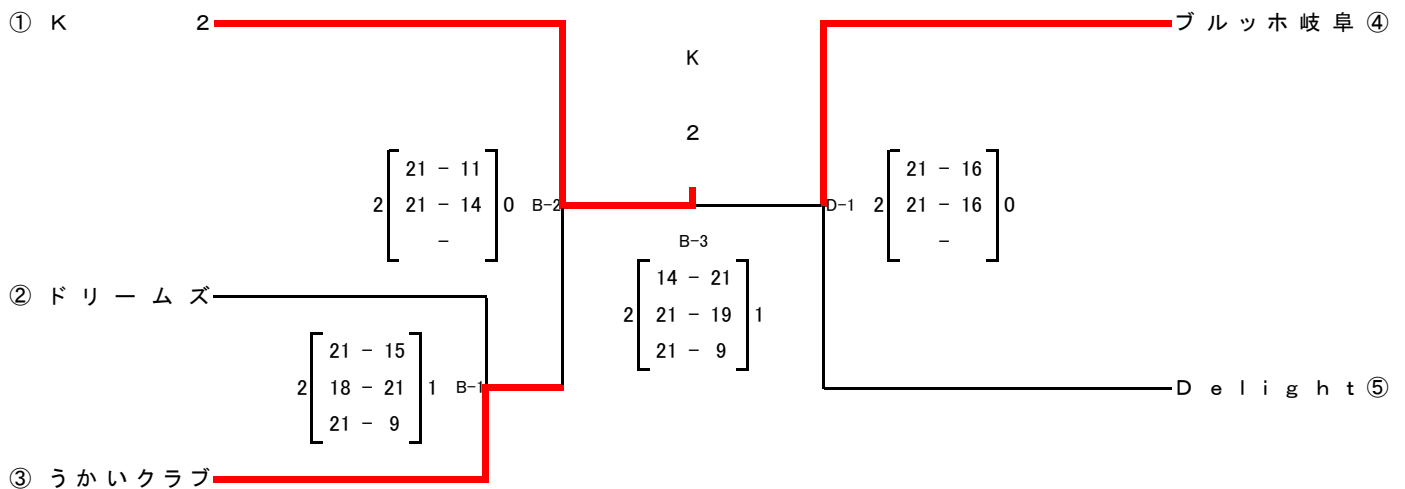 ① K 2
ブルッホ岐阜 ④
K
2
21 - 11
2 21 - 14 0 B-2
-
D-1 2 21 - 16 0
21 - 16
-
B-3
14 - 21
2 21 - 19 1
21 - 9
② ドリームズ
21 - 15
2 18 - 21 1 B-1
21 - 9
Delight ⑤
③ うかいクラブ